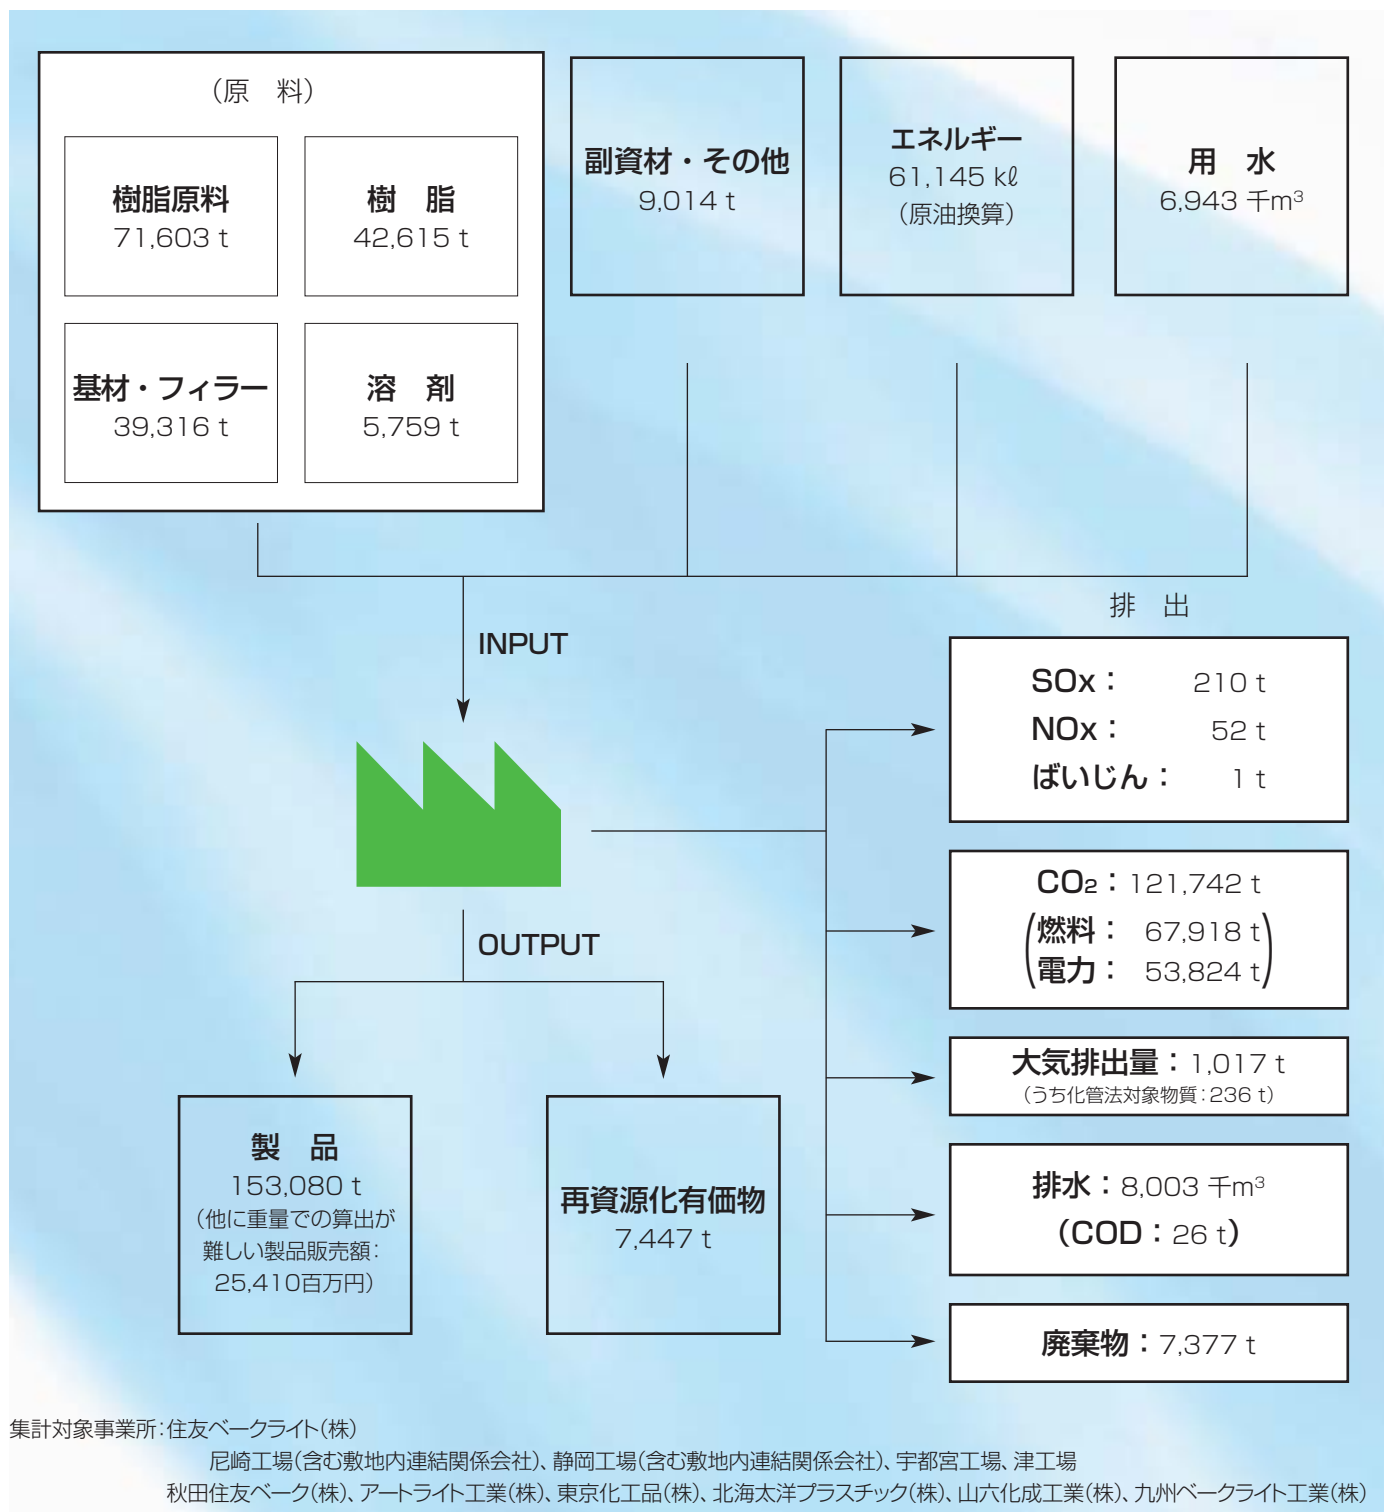 （原　料）
樹脂原料
71,603 t
樹　脂
42,615 t
基材・フィラー
39,316 t
溶　剤
5,759 t
副資材・その他
9,014 t
エネルギー
61,145 kℓ
（原油換算）
用　水
6,943 千m³
INPUT
OUTPUT
製　品
153,080 t
（他に重量での算出が
難しい製品販売額：
25,410百万円）
再資源化有価物
7,447 t
排　出
SOx： 210 t
NOx： 52 t
ばいじん： 1 t
CO₂：121,742 t
（燃料： 67,918 t
電力： 53,824 t）
大気排出量：1,017 t
（うち化管法対象物質：236 t）
排水：8,003 千m³
（COD：26 t）
廃棄物：7,377 t
集計対象事業所：住友ベークライト（株）
尼崎工場（含む敷地内連結関係会社）、静岡工場（含む敷地内連結関係会社）、宇都宮工場、津工場
秋田住友ベーク（株）、アートライト工業（株）、東京化工品（株）、北海太洋プラスチック（株）、山六化成工業（株）、九州ベークライト工業（株）